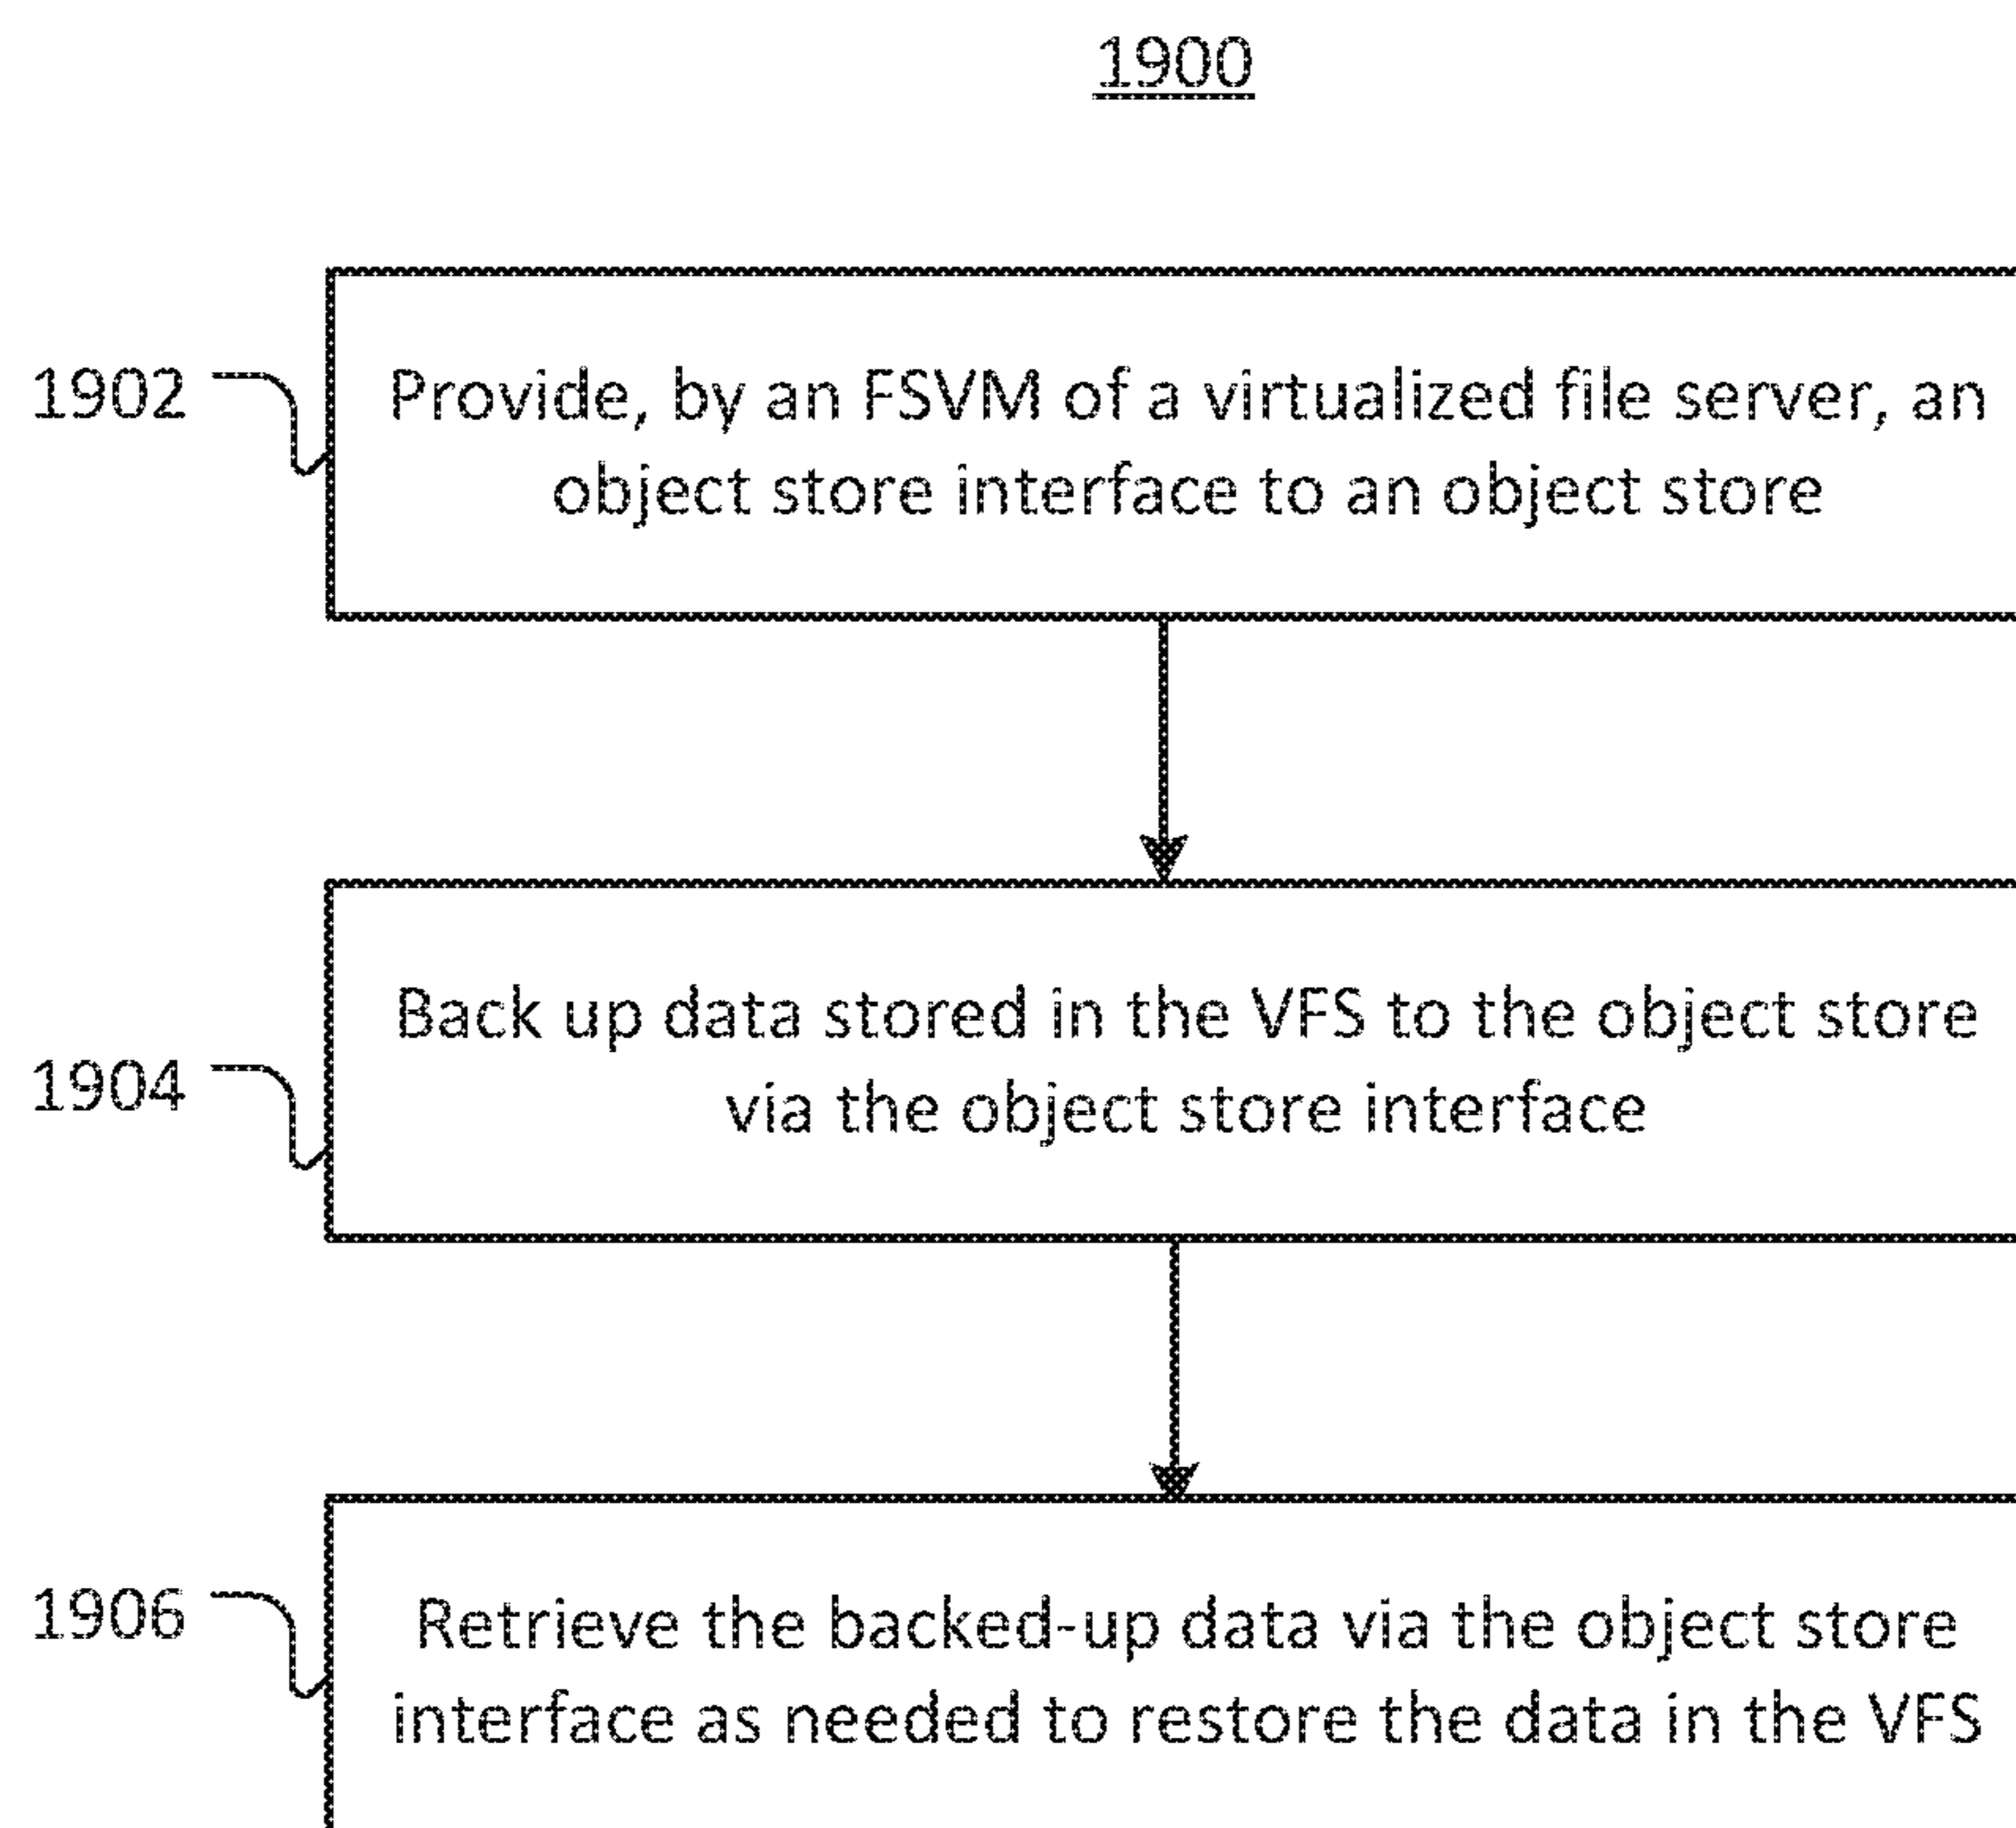 1900
1902
Provide, by an FSVM of a virtualized file server, an
object store interface to an object store
1904
Back up data stored in the VFS to the object store
via the object store interface
1906
Retrieve the backed-up data via the object store
interface as needed to restore the data in the VFS